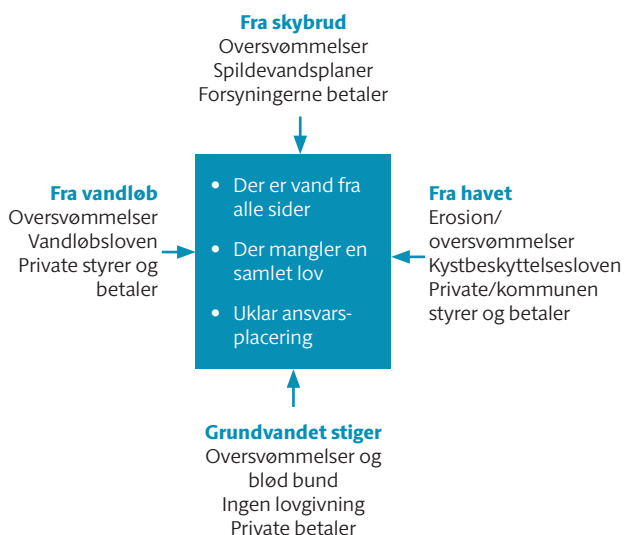 Fra skybrud
Oversvømmelser
Spildevandsplaner
Forsyningerne betaler
Fra vandløb
Oversvømmelser
Vandløbsloven
Private styrer og
betaler
• Der er vand fra
alle sider
• Der mangler en
samlet lov
• Uklar ansvars-
placering
Fra havet
Erosion/
oversvømmelser
Kystbeskyttelsesloven
Private/kommunen
styrer og betaler
Grundvandet stiger
Oversvømmelser og
blød bund
Ingen lovgivning
Private betaler